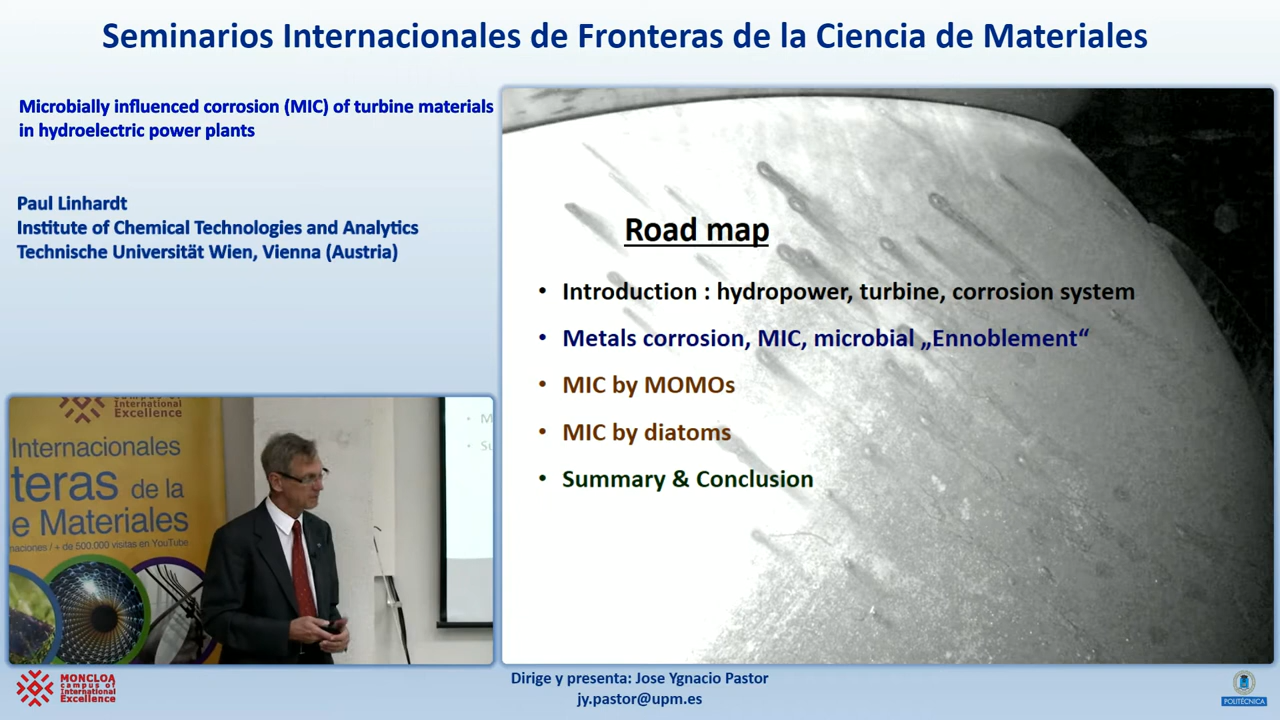 Seminarios Internacionales de Fronteras de la Ciencia de Materiales
Microbially influenced corrosion (MIC) of turbine materials
in hydroelectric power plants
Paul Linhardt
Institute of Chemical Technologies and Analytics
Technische Universität Wien, Vienna (Austria)
Road map
• Introduction : hydropower, turbine, corrosion system
• Metals corrosion, MIC, microbial „Ennoblement“
• MIC by MOMOs
• MIC by diatoms
• Summary & Conclusion
International
Excellence
Internacionales
teras de la
e Materiales
naciones / + de 500.000 visitas en YouTube
MONCLOA
campus of
International
Excellence
Dirige y presenta: Jose Ygnacio Pastor
jy.pastor@upm.es
POLITÉCNICA